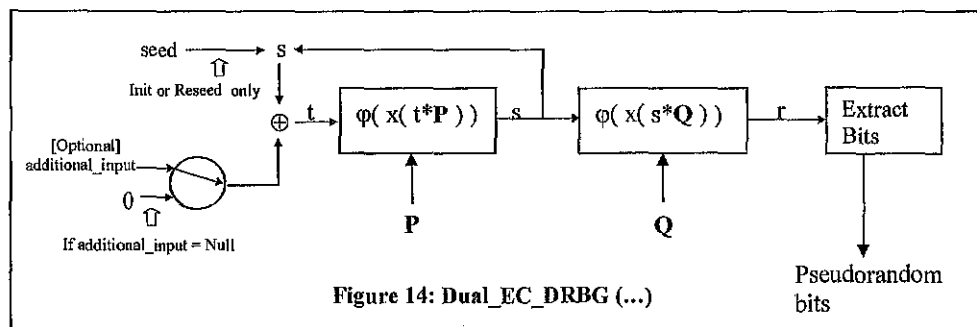 seed
s
Init or Reseed only
[Optional]
additional_input
0
If additional_input = Null
⊕
t
φ( x( t*P ) )
s
φ( x( s*Q ) )
r
Extract
Bits
P
Q
Pseudorandom
bits
Figure 14: Dual_EC_DRBG (...)